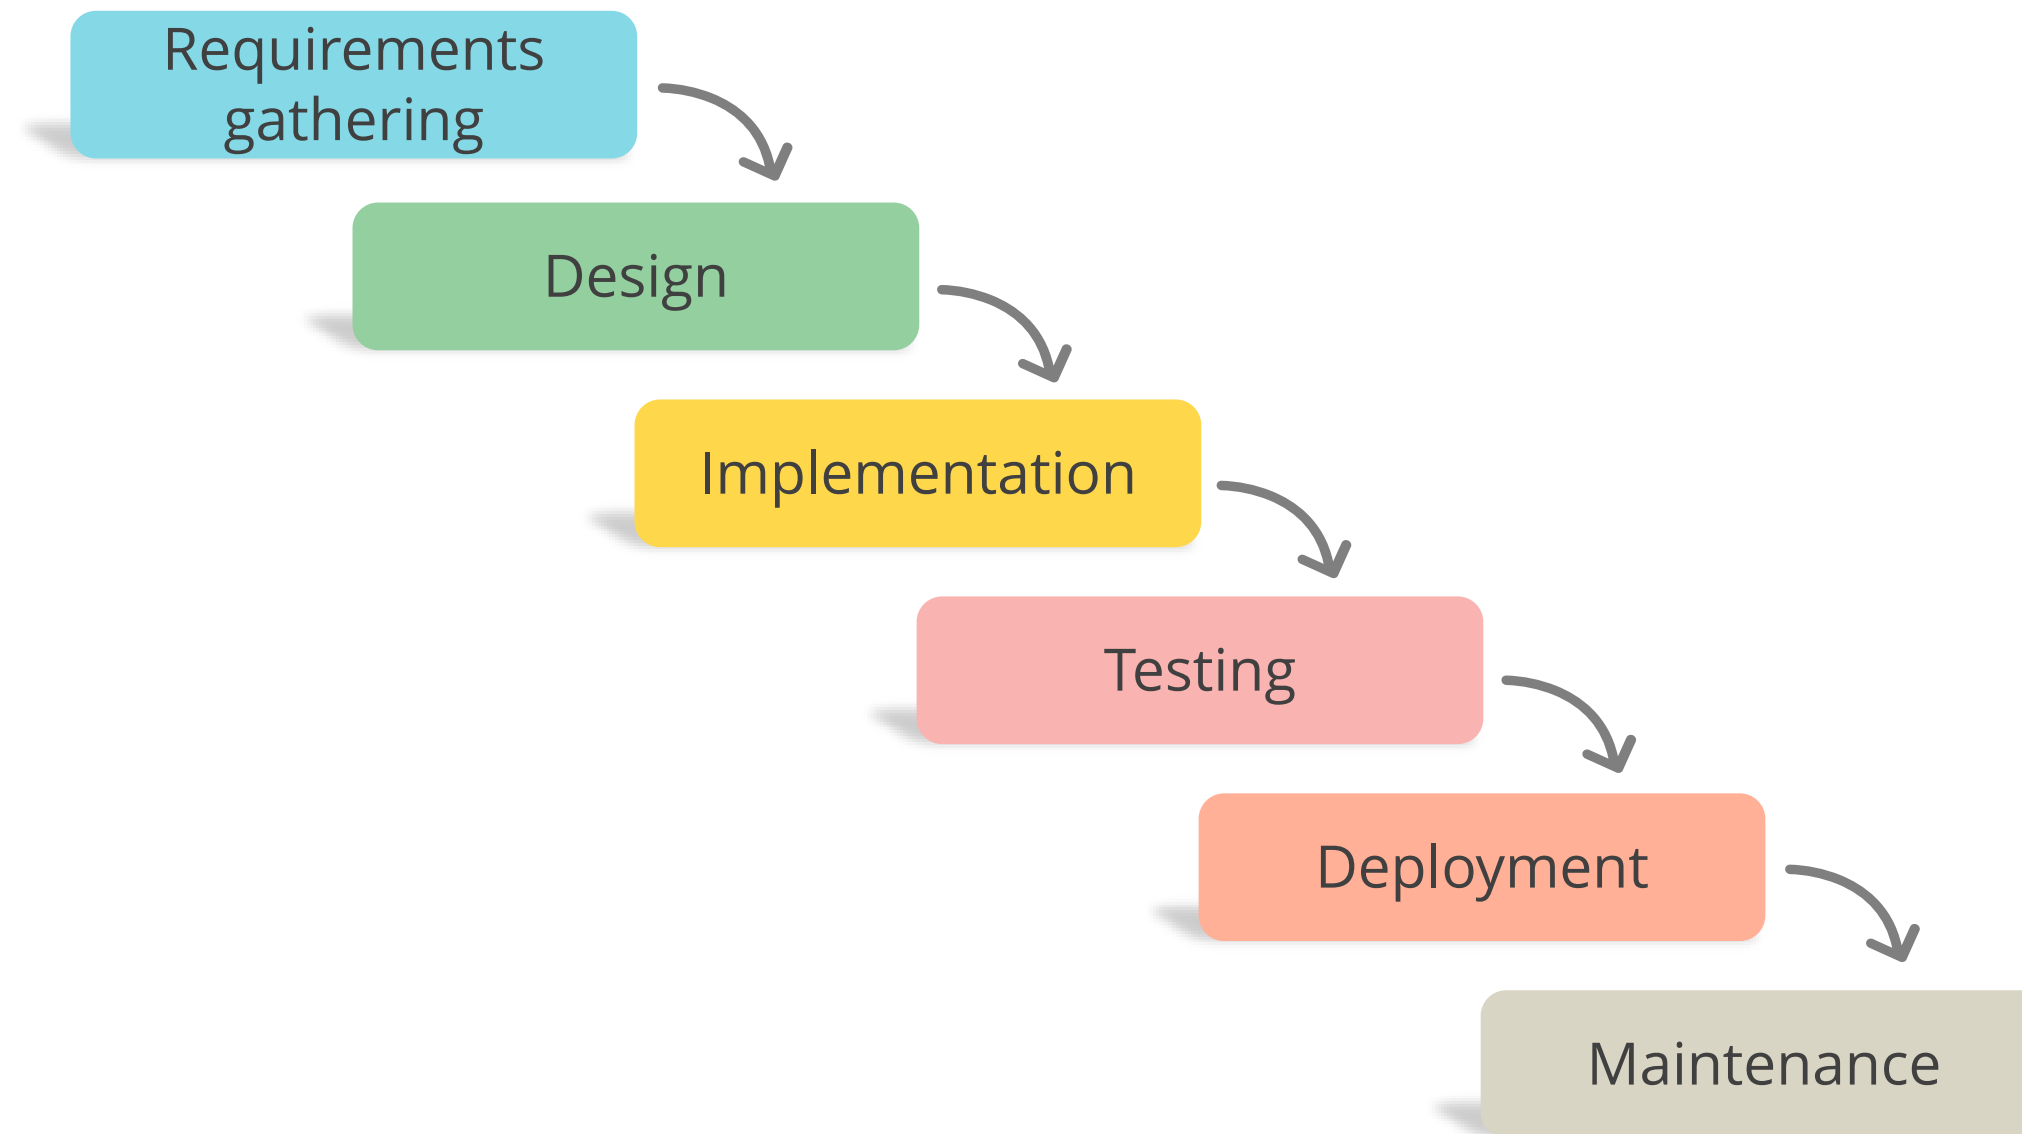 Requirements
gathering
Design
Implementation
Testing
Deployment
Maintenance